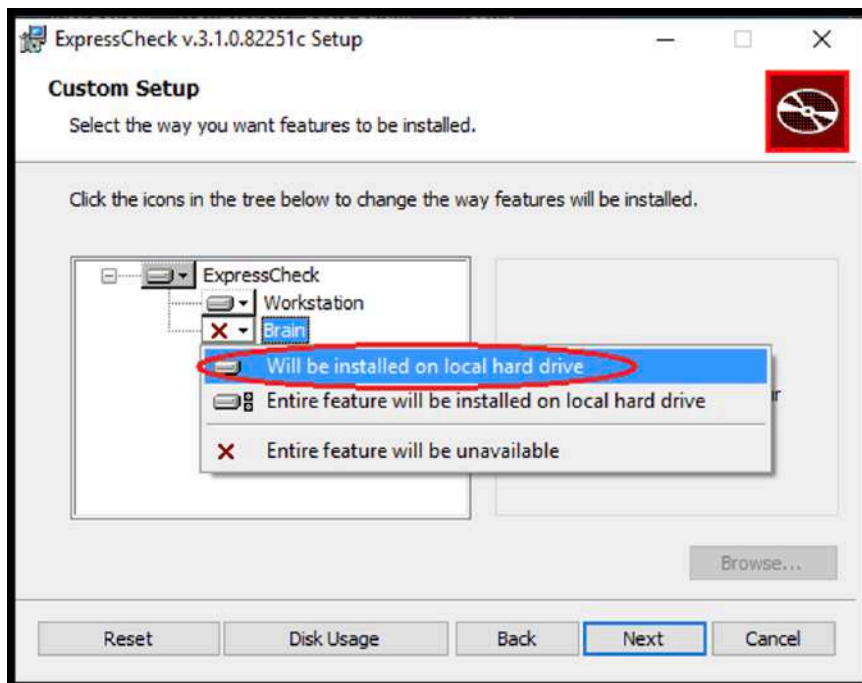 ExpressCheck v.3.1.0.82251c Setup
Custom Setup
Select the way you want features to be installed.
Click the icons in the tree below to change the way features will be installed.
ExpressCheck
Workstation
Brain
Will be installed on local hard drive
Entire feature will be installed on local hard drive
Entire feature will be unavailable
Browse...
Reset
Disk Usage
Back
Next
Cancel